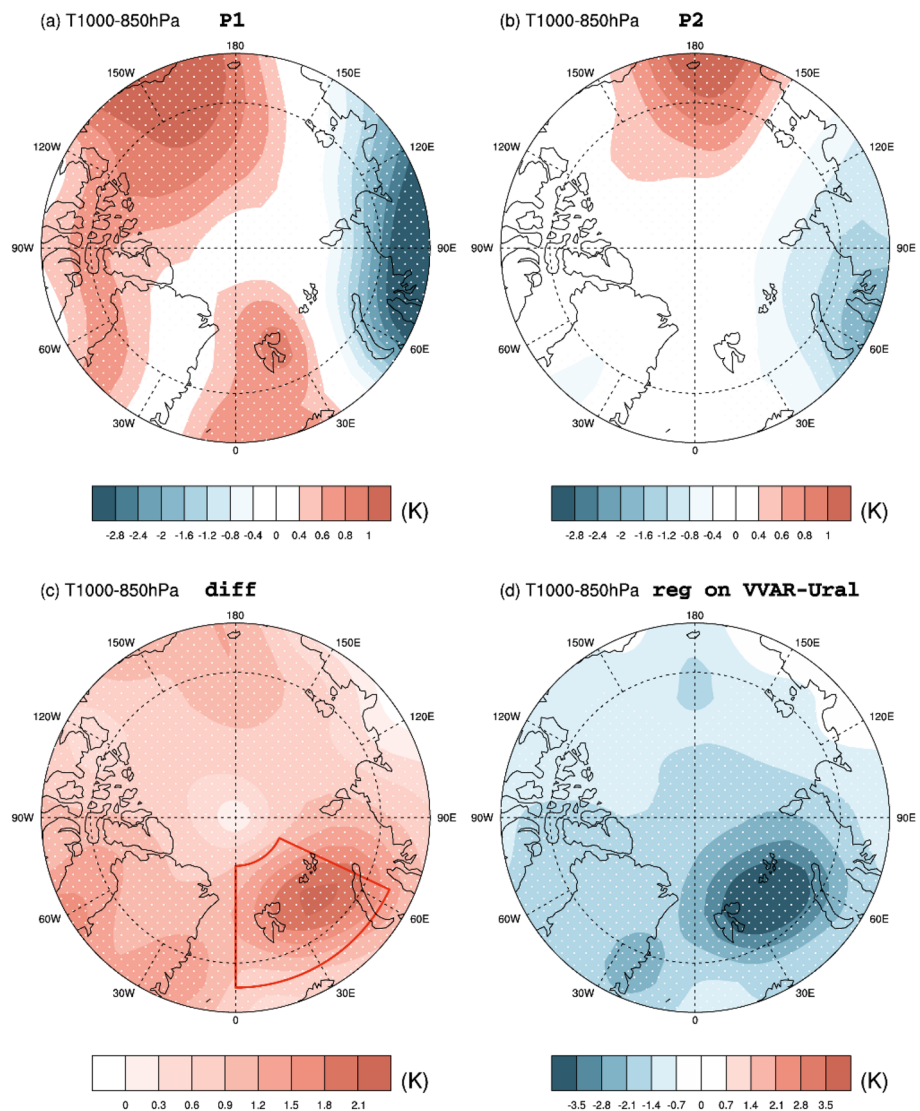 (a) T1000-850hPa P1
180
150W 150E
120W 120E
90W 90E
60W 60E
30W 30E
0
-2.8 -2.4 -2 -1.6 -1.2 -0.8 -0.4 0 0.4 0.6 0.8 1 (K)
(b) T1000-850hPa P2
180
150W 150E
120W 120E
90W 90E
60W 60E
30W 30E
0
-2.8 -2.4 -2 -1.6 -1.2 -0.8 -0.4 0 0.4 0.6 0.8 1 (K)
(c) T1000-850hPa diff
180
150W 150E
120W 120E
90W 90E
60W 60E
30W 30E
0
0 0.3 0.6 0.9 1.2 1.5 1.8 2.1 (K)
(d) T1000-850hPa reg on VVAR-Ural
180
150W 150E
120W 120E
90W 90E
60W 60E
30W 30E
0
-3.5 -2.8 -2.1 -1.4 -0.7 0 0.7 1.4 2.8 3.5 (K)